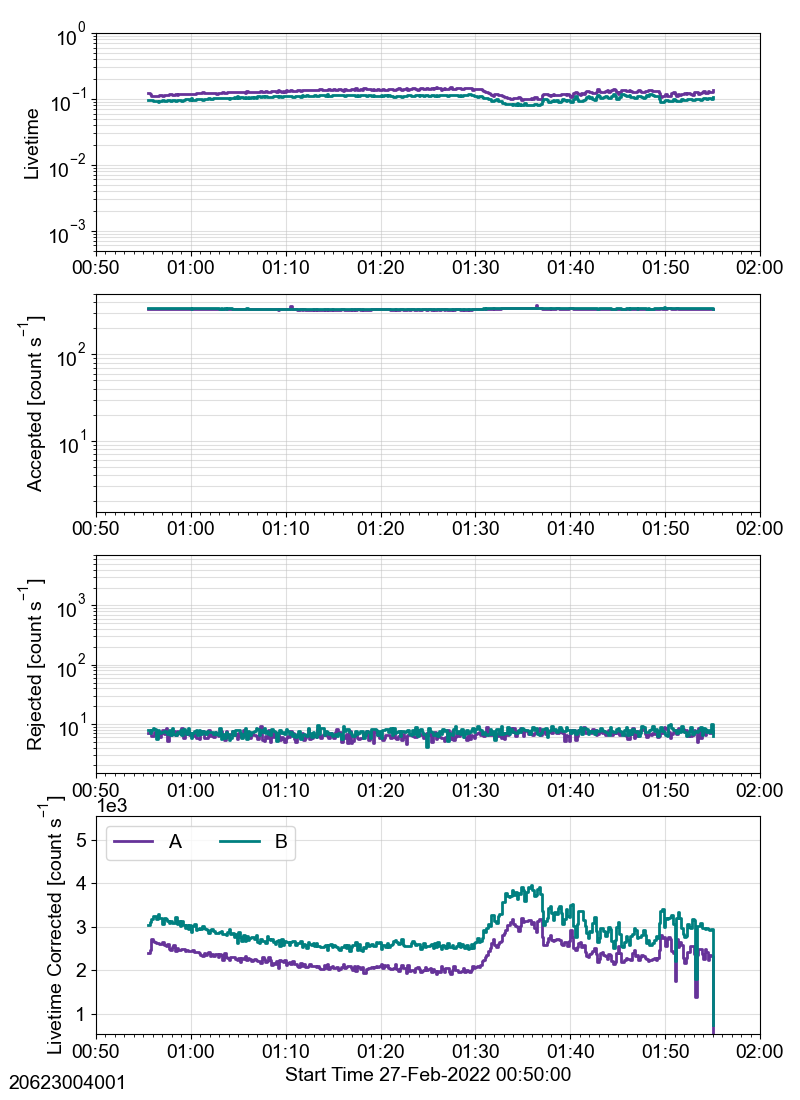 10^0
10^−1
10^−2
10^−3
Livetime
00:50 01:00 01:10 01:20 01:30 01:40 01:50 02:00
10^2
10^1
Accepted [count s^−1]
00:50 01:00 01:10 01:20 01:30 01:40 01:50 02:00
10^3
10^2
10^1
Rejected [count s^−1]
00:50 01:00 01:10 01:20 01:30 01:40 01:50 02:00
1e3
A B
5
4
3
2
1
Livetime Corrected [count s^−1]
00:50 01:00 01:10 01:20 01:30 01:40 01:50 02:00
Start Time 27-Feb-2022 00:50:00
20623004001